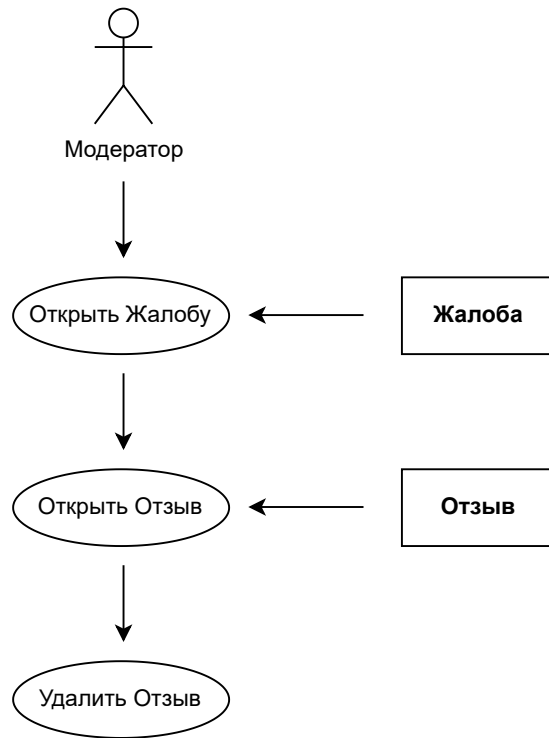 Модератор
Открыть Жалобу
Жалоба
Открыть Отзыв
Отзыв
Удалить Отзыв